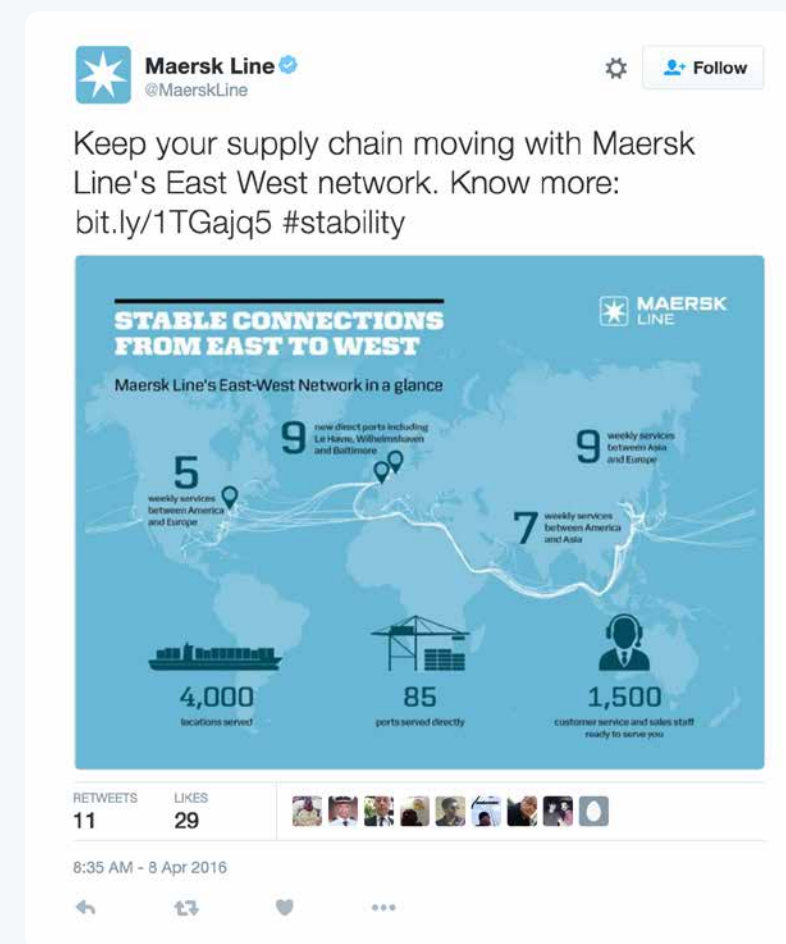 Maersk Line
@MaerskLine
Follow
Keep your supply chain moving with Maersk
Line's East West network. Know more:
bit.ly/1TGajq5 #stability
STABLE CONNECTIONS
FROM EAST TO WEST
MAERSK
LINE
Maersk Line's East-West Network in a glance
9
new direct ports including
Le Havre, Wilhelmshaven
and Baltimore
9
weekly services
between Asia
and Europe
5
weekly services
between America
and Europe
7
weekly services
between America
and Asia
4,000
locations served
85
ports served directly
1,500
customer service and sales staff
ready to serve you
RETWEETS
11
LIKES
29
8:35 AM - 8 Apr 2016